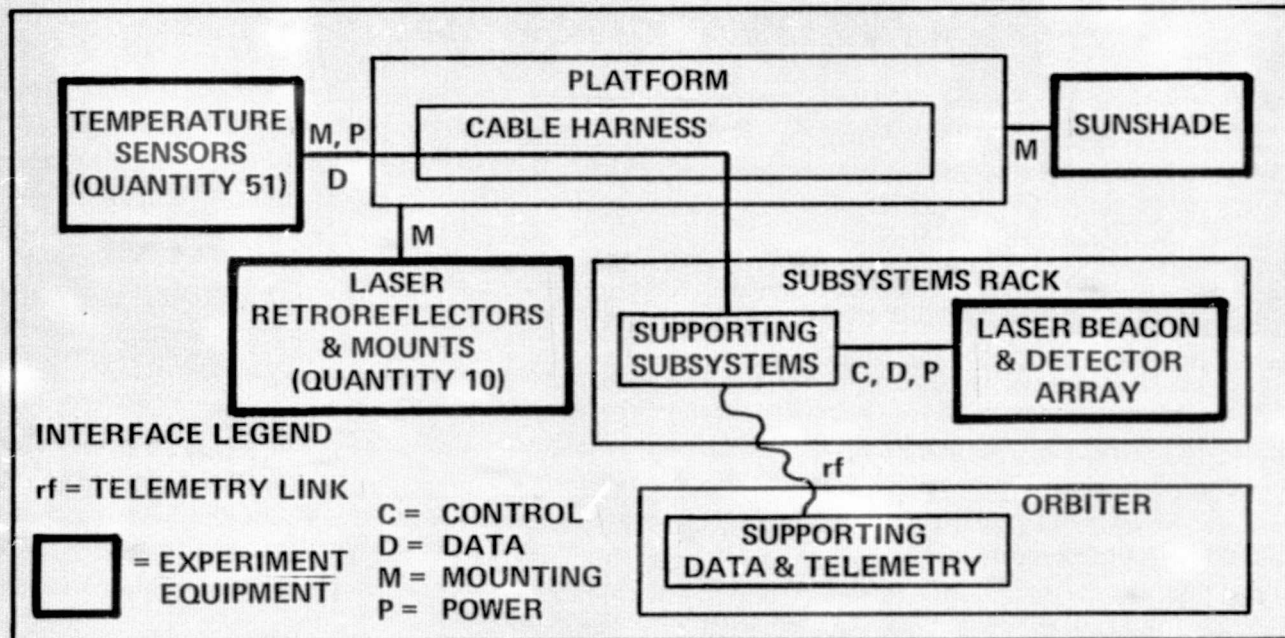 PLATFORM
CABLE HARNESS
TEMPERATURE
SENSORS
(QUANTITY 51)
M, P
D
SUNSHADE
M
M
LASER
RETROREFLECTORS
& MOUNTS
(QUANTITY 10)
SUBSYSTEMS RACK
SUPPORTING
SUBSYSTEMS
C, D, P
LASER BEACON
& DETECTOR
ARRAY
rf
ORBITER
SUPPORTING
DATA & TELEMETRY
INTERFACE LEGEND
rf = TELEMETRY LINK
= EXPERIMENT
EQUIPMENT
C = CONTROL
D = DATA
M = MOUNTING
P = POWER